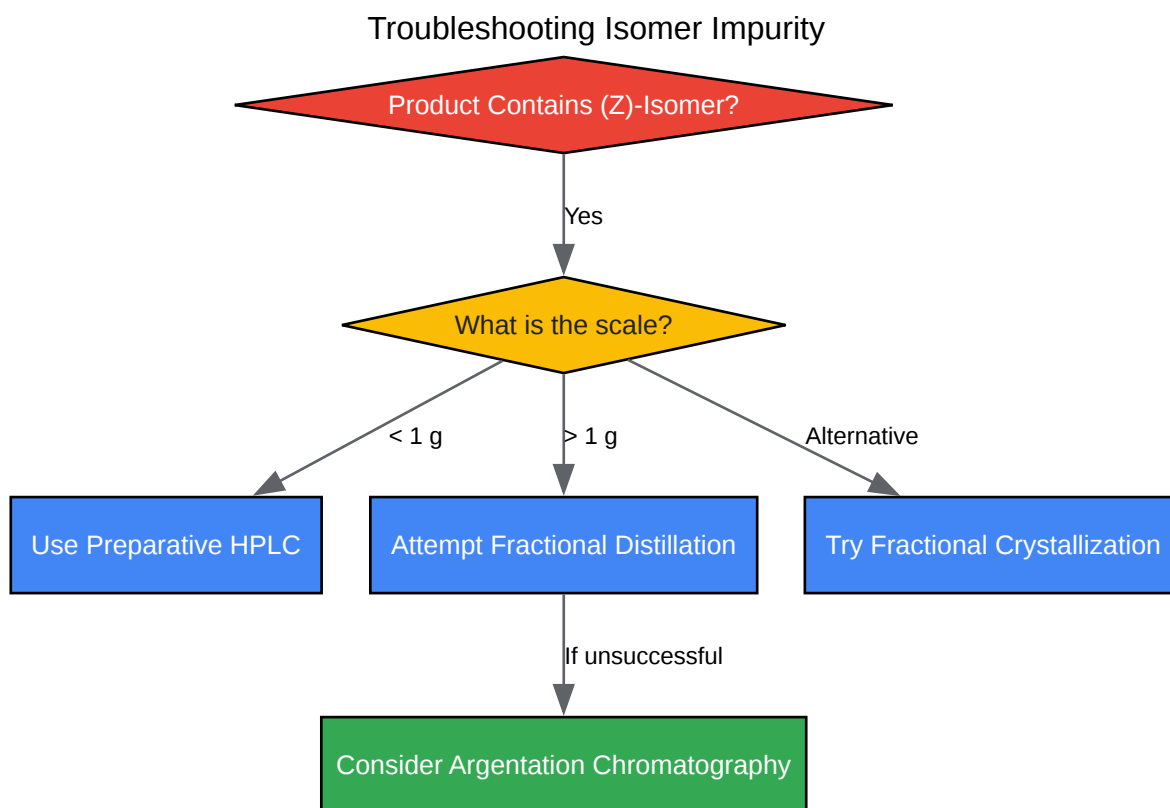 Troubleshooting Isomer Impurity
Product Contains (Z)-Isomer?
Yes
What is the scale?
< 1 g
> 1 g
Alternative
Use Preparative HPLC
Attempt Fractional Distillation
Try Fractional Crystallization
If unsuccessful
Consider Argentation Chromatography